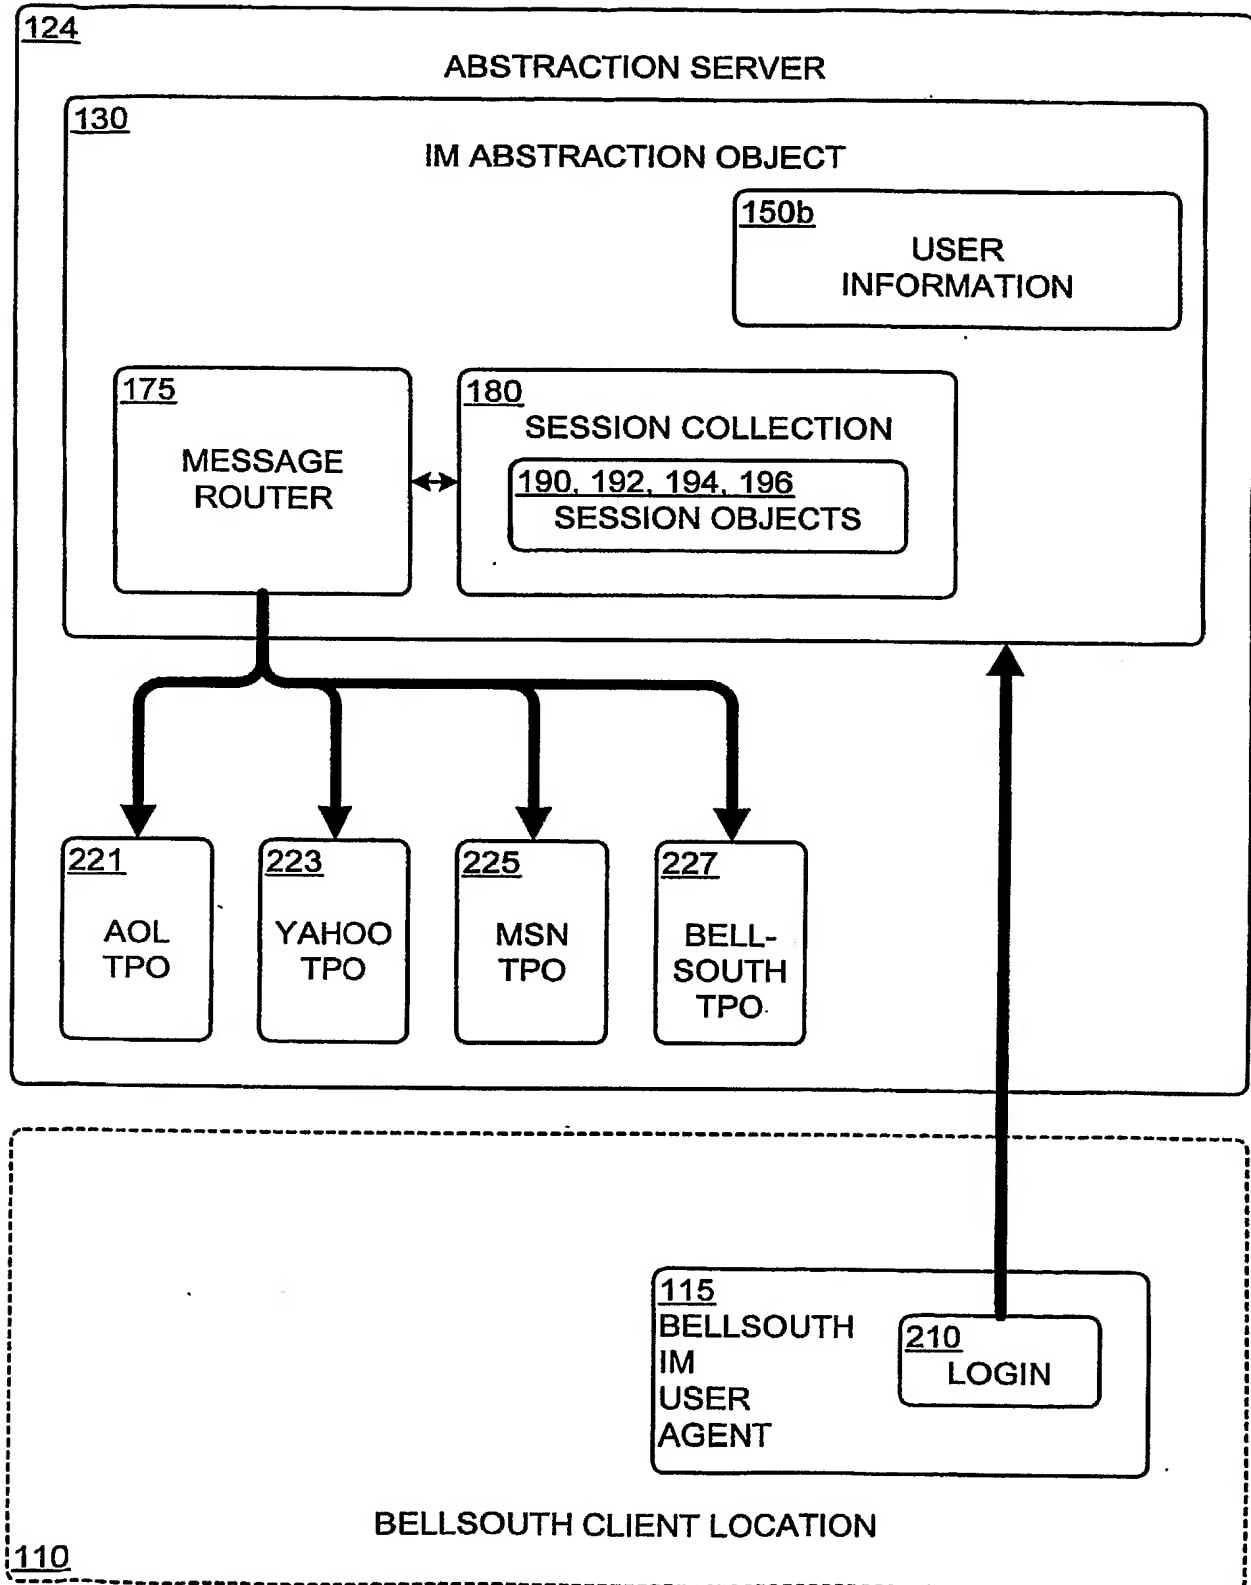 124
ABSTRACTION SERVER
130
IM ABSTRACTION OBJECT
150b
USER
INFORMATION
175
MESSAGE
ROUTER
180
SESSION COLLECTION
190, 192, 194, 196
SESSION OBJECTS
221
AOL
TPO
223
YAHOO
TPO
225
MSN
TPO
227
BELL-
SOUTH
TPO
115
BELLSOUTH
IM
USER
AGENT
210
LOGIN
BELLSOUTH CLIENT LOCATION
110